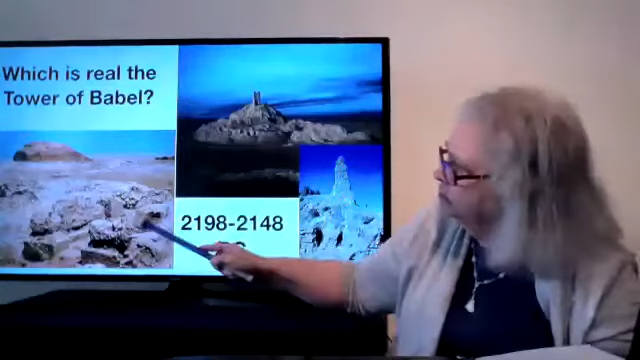 Which is real the
Tower of Babel?
2198-2148